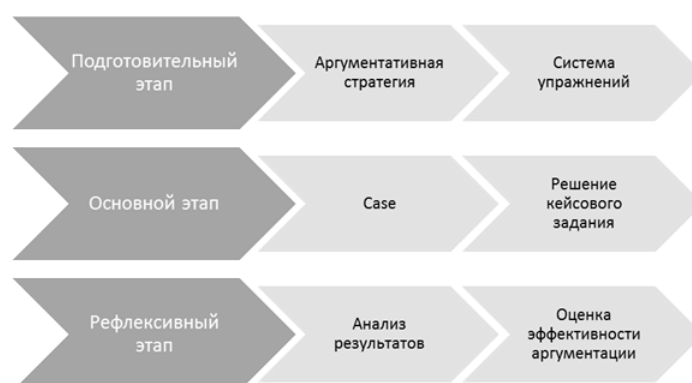 Подготовительный
этап
Аргументативная
стратегия
Система
упражнений
Основной этап
Case
Решение
кейсового
задания
Рефлексивный
этап
Анализ
результатов
Оценка
эффективности
аргументации